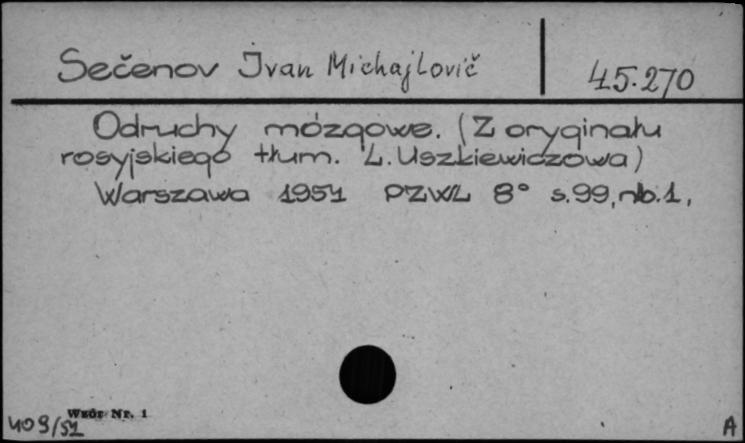 Sečenov Ivan Michajlovič
45.270
Odruchy mózgowe. (Z oryginału
rosyjskiego tłum. L. Uszkiewiczowa)
Warszawa 1951 PZWL 8° s.99, nlb.1,
Wzór Nr. 1
409/52
A